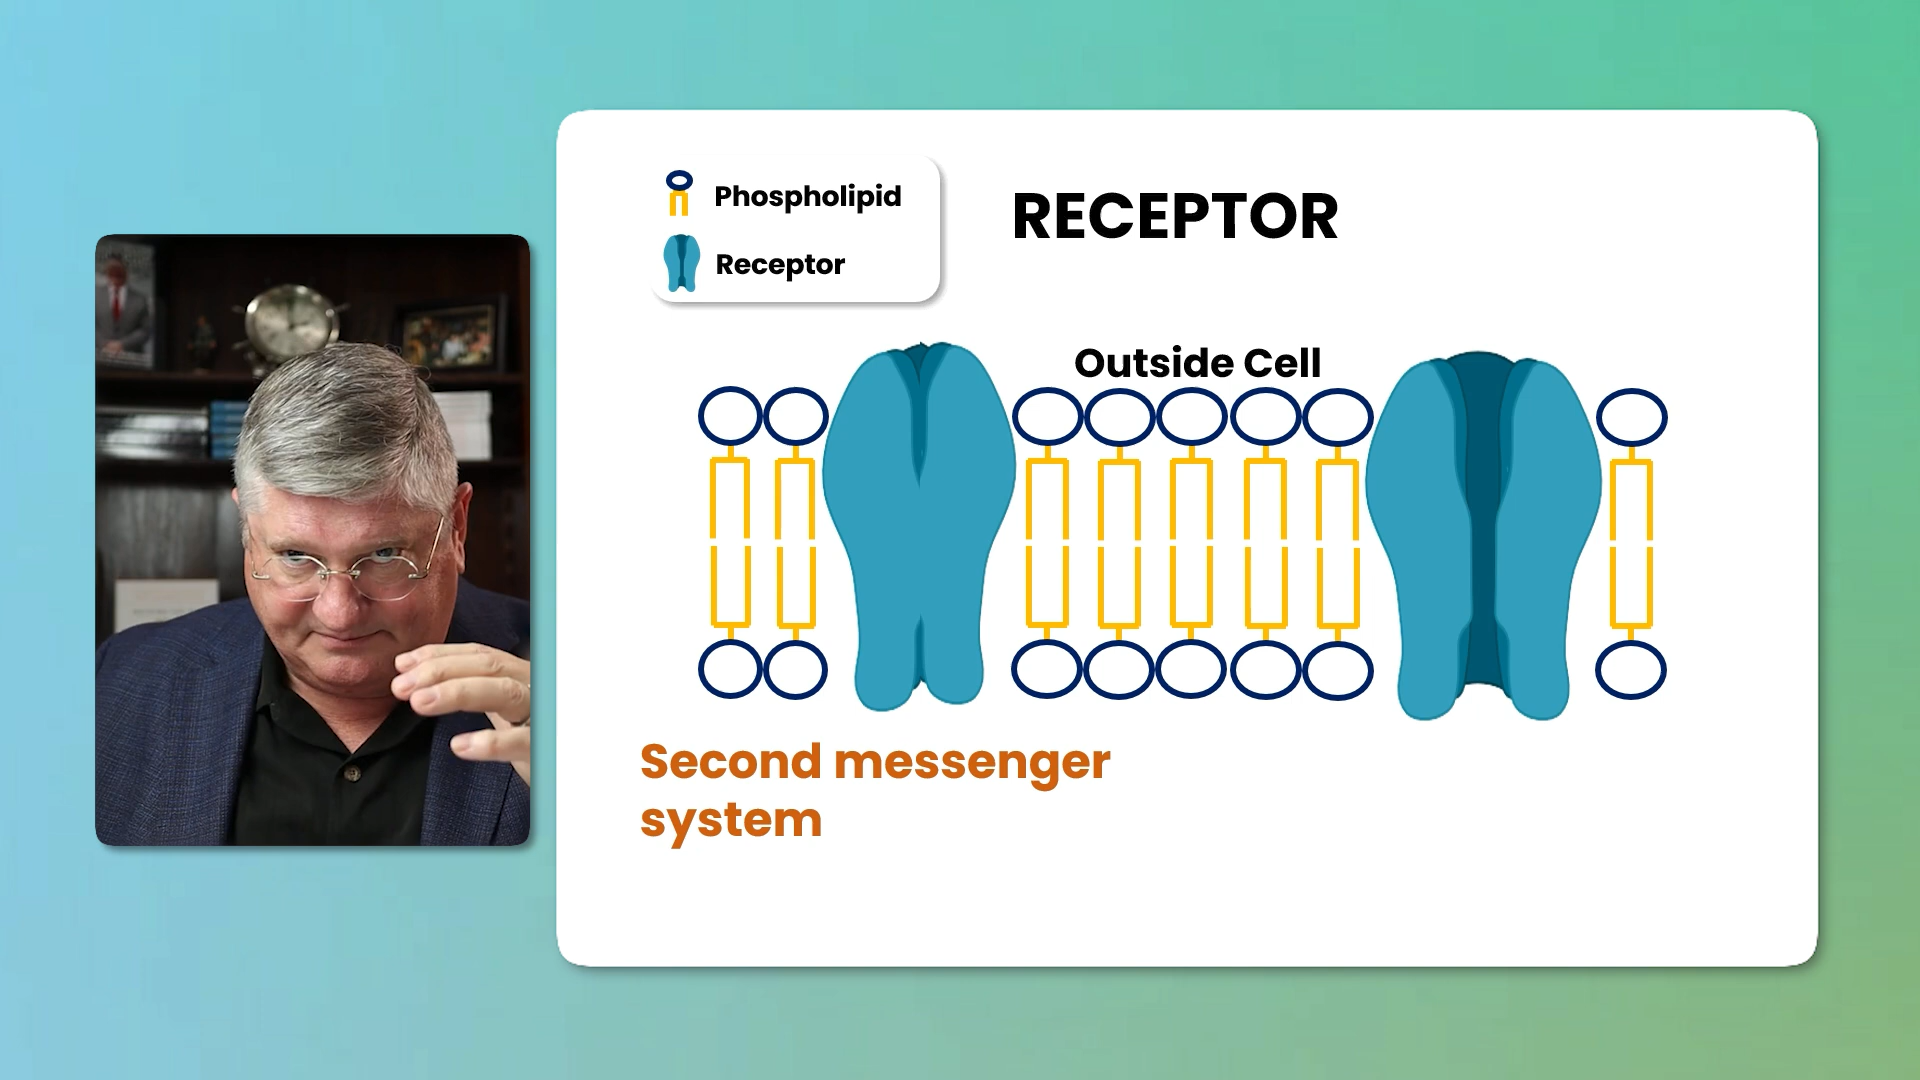 Phospholipid
Receptor
RECEPTOR
Outside Cell
Second messenger
system